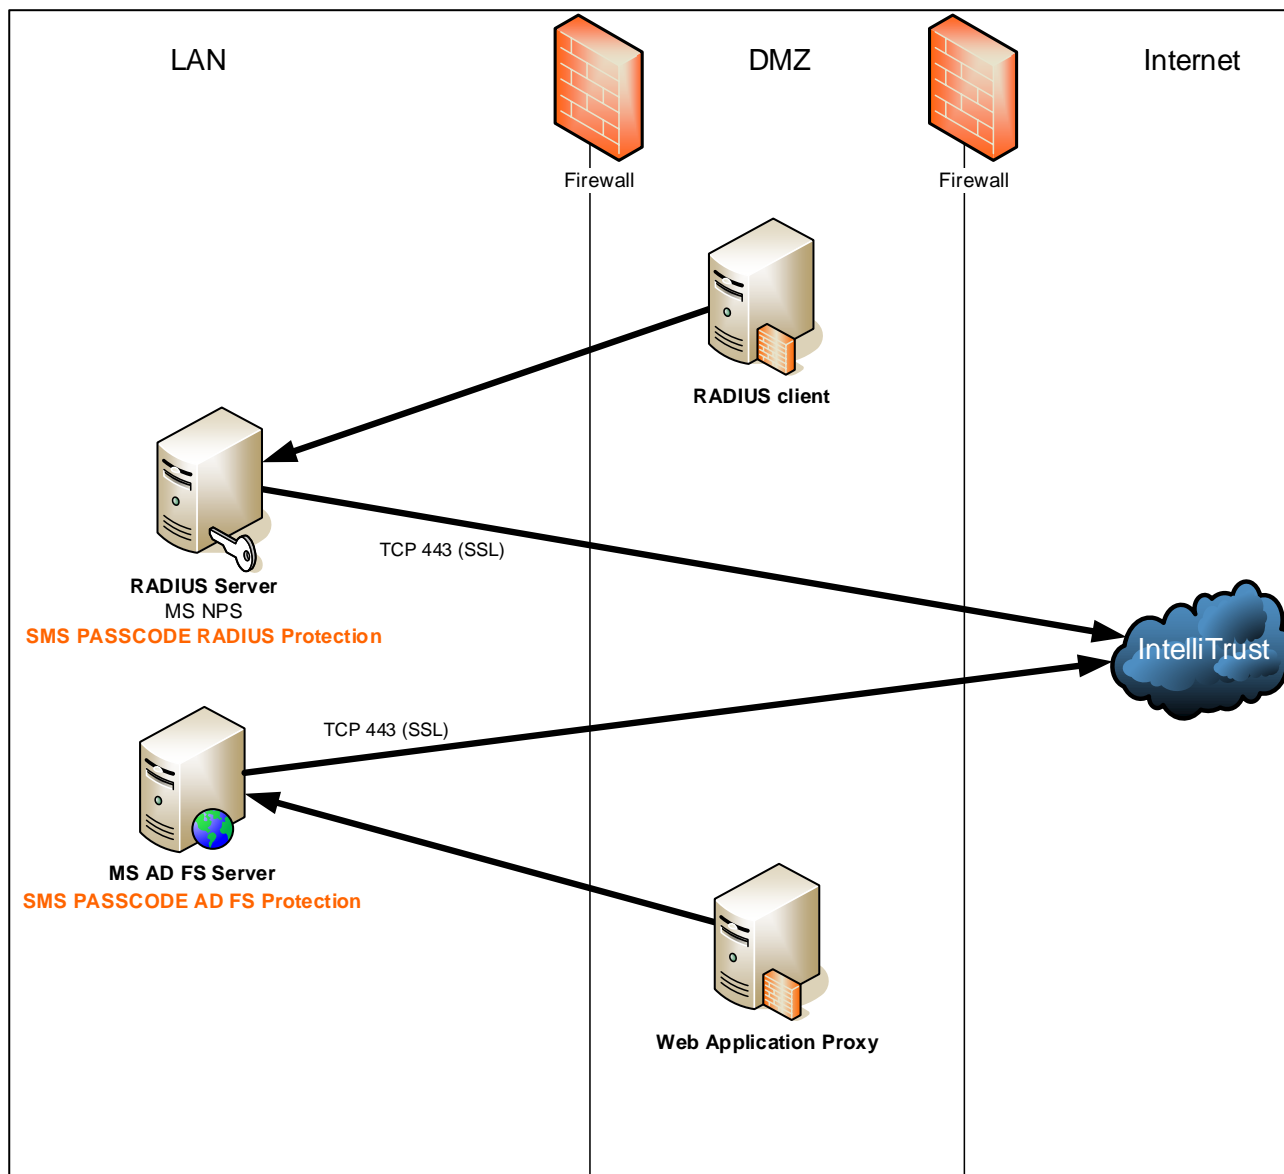 LAN
DMZ
Internet
Firewall
Firewall
RADIUS client
TCP 443 (SSL)
RADIUS Server
MS NPS
SMS PASSCODE RADIUS Protection
IntelliTrust
TCP 443 (SSL)
MS AD FS Server
SMS PASSCODE AD FS Protection
Web Application Proxy